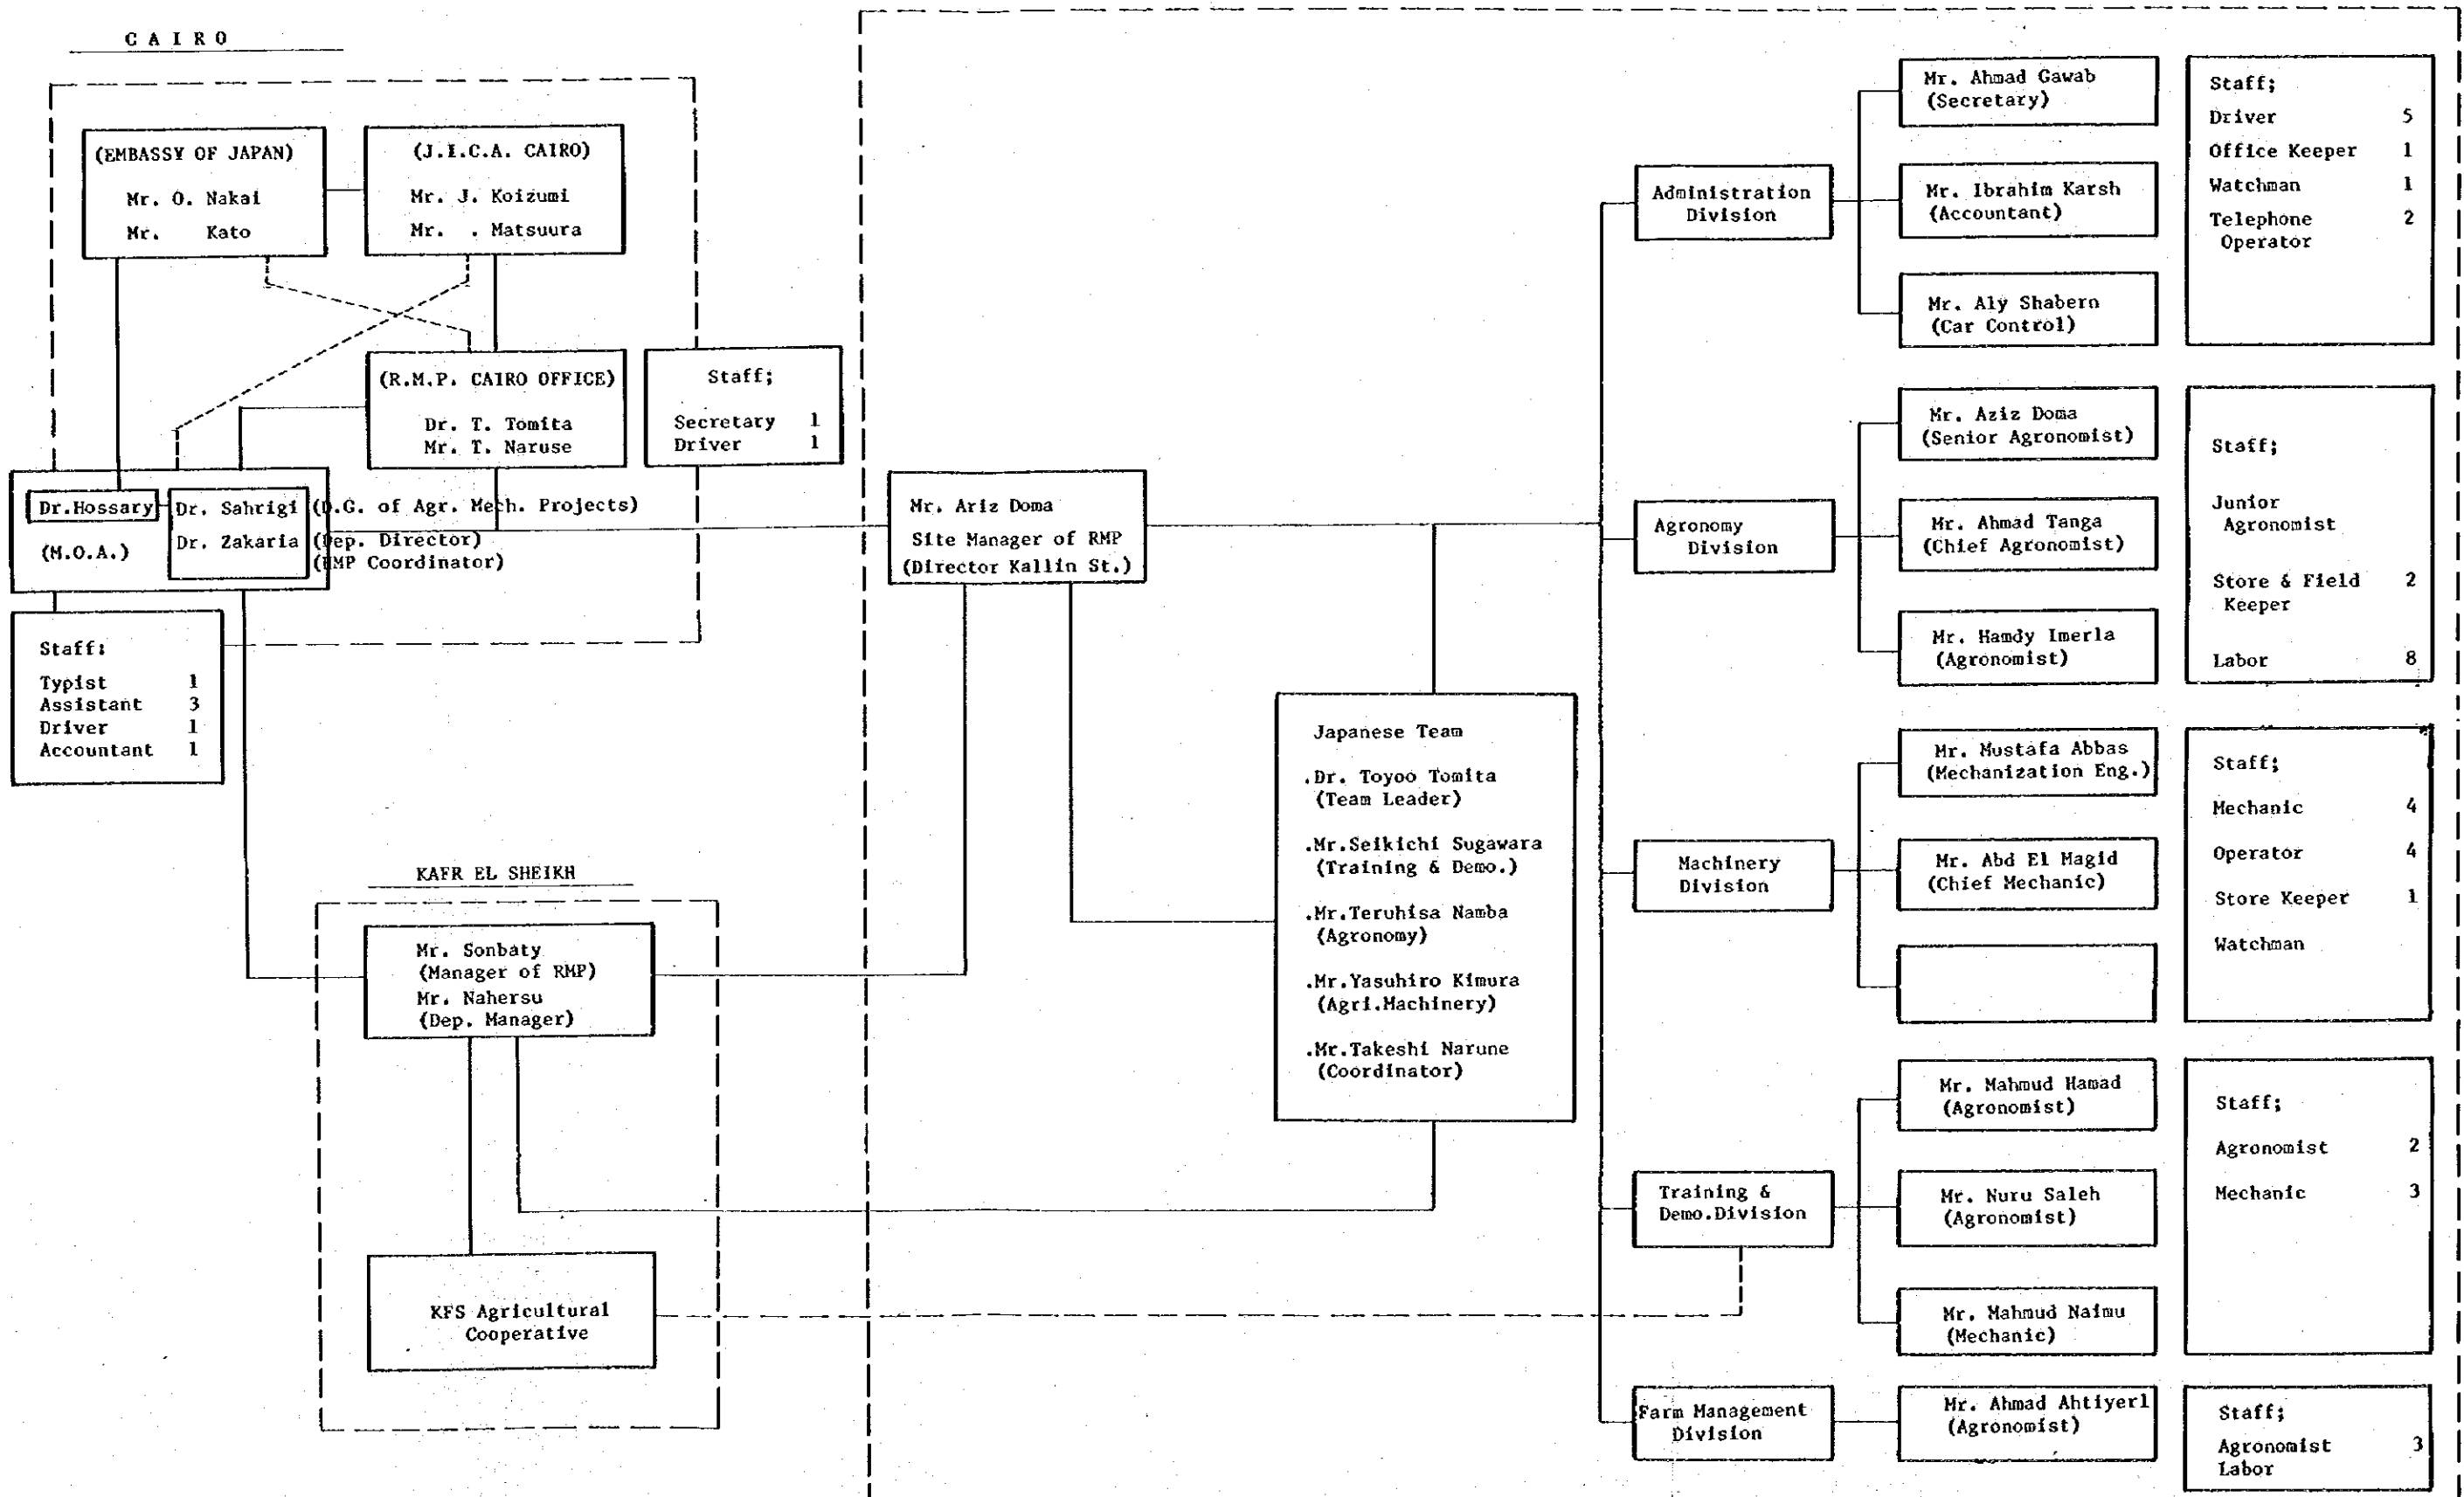 C A I R O
(EMBASSY OF JAPAN)
Mr. O. Nakai
Mr. Kato
(J.I.C.A. CAIRO)
Mr. J. Koizumi
Mr. . Matsuura
(R.M.P. CAIRO OFFICE)
Dr. T. Tomita
Mr. T. Naruse
Staff;
Secretary 1
Driver 1
Dr.Hossary
(M.O.A.)
Dr. Sahrigi (D.G. of Agr. Mech. Projects)
Dr. Zakaria (Dep. Director)
(RMP Coordinator)
Staff:
Typist 1
Assistant 3
Driver 1
Accountant 1
KAFR EL SHEIKH
Mr. Sonbaty
(Manager of RMP)
Mr. Nahersu
(Dep. Manager)
KFS Agricultural
Cooperative
Mr. Ariz Doma
Site Manager of RMP
(Director Kallin St.)
Japanese Team
.Dr. Toyoo Tomita
(Team Leader)
.Mr.Seikichi Sugawara
(Training & Demo.)
.Mr.Teruhisa Namba
(Agronomy)
.Mr.Yasuhiro Kimura
(Agri.Machinery)
.Mr.Takeshi Narune
(Coordinator)
Administration
Division
Mr. Ahmad Gawab
(Secretary)
Mr. Ibrahim Karsh
(Accountant)
Mr. Aly Shabern
(Car Control)
Staff;
Driver 5
Office Keeper 1
Watchman 1
Telephone 2
Operator
Agronomy
Division
Mr. Aziz Doma
(Senior Agronomist)
Mr. Ahmad Tanga
(Chief Agronomist)
Mr. Hamdy Imerla
(Agronomist)
Staff;
Junior
Agronomist
Store & Field 2
Keeper
Labor 8
Machinery
Division
Mr. Mustafa Abbas
(Mechanization Eng.)
Mr. Abd El Magid
(Chief Mechanic)
Staff;
Mechanic 4
Operator 4
Store Keeper 1
Watchman
Training &
Demo.Division
Mr. Mahmud Hamad
(Agronomist)
Mr. Nuru Saleh
(Agronomist)
Mr. Mahmud Naimu
(Mechanic)
Staff;
Agronomist 2
Mechanic 3
Farm Management
Division
Mr. Ahmad Ahtiyerl
(Agronomist)
Staff;
Agronomist 3
Labor